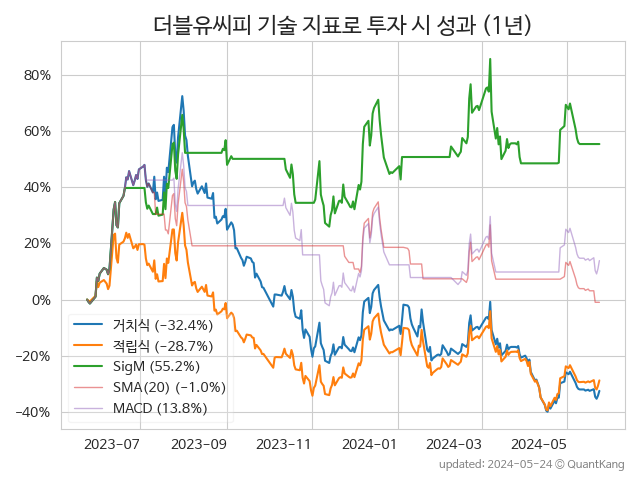 더블유씨피 기술 지표로 투자 시 성과 (1년)
80%
60%
40%
20%
0%
−20%
−40%
거치식 (−32.4%)
적립식 (−28.7%)
SigM (55.2%)
SMA(20) (−1.0%)
MACD (13.8%)
2023-07 2023-09 2023-11 2024-01 2024-03 2024-05
updated: 2024-05-24 © QuantKang